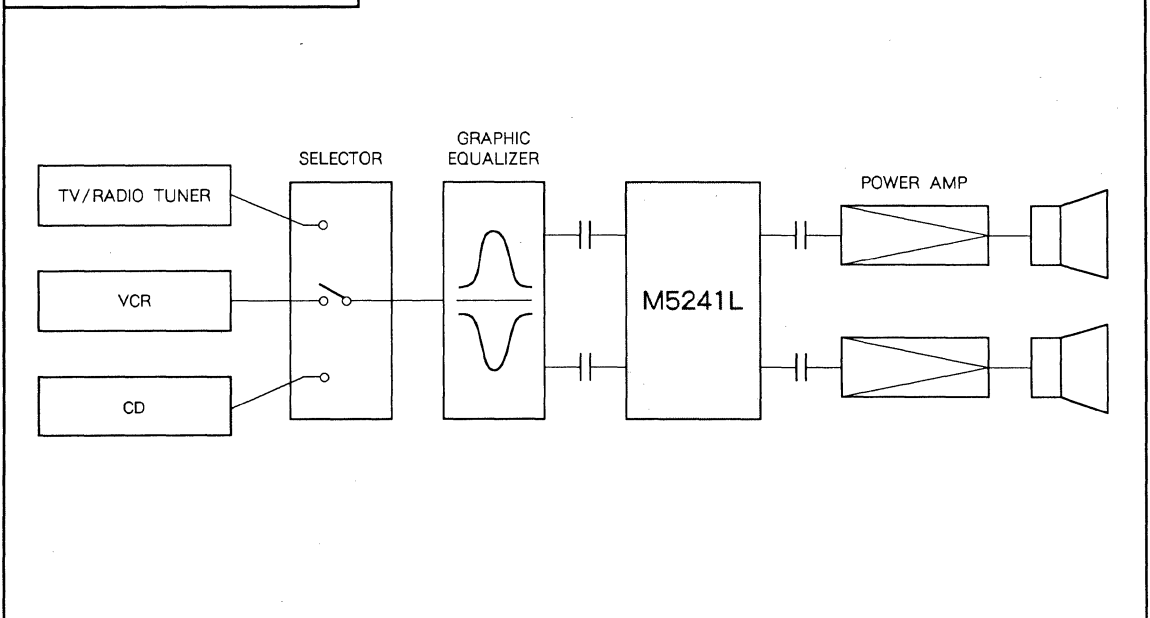 GRAPHIC
EQUALIZER
SELECTOR
POWER AMP
TV/RADIO TUNER
VCR
M5241L
CD